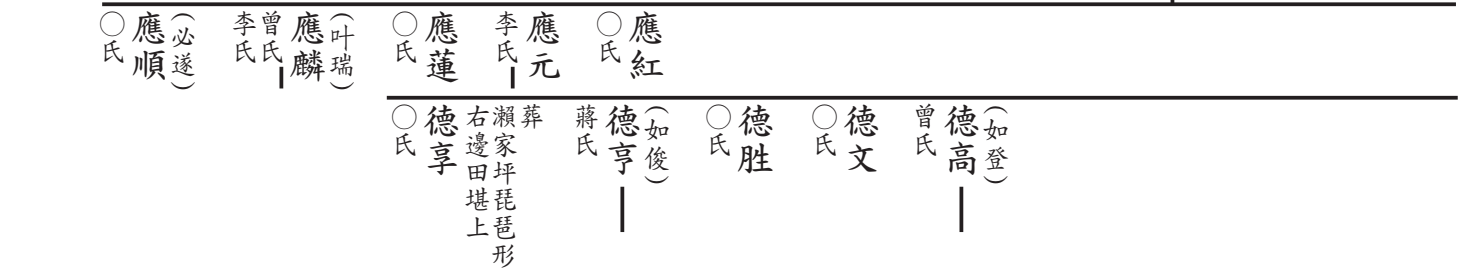 應紅
○氏
應元
李氏
應蓮
○氏
(叶瑞)
應麟
曾氏
李氏
(必遂)
應順
○氏
(如登)
德高
曾氏
德文
○氏
德胜
○氏
(如俊)
德亨
蔣氏
葬
瀨家坪琵琶形
右邊田堪上
德享
○氏